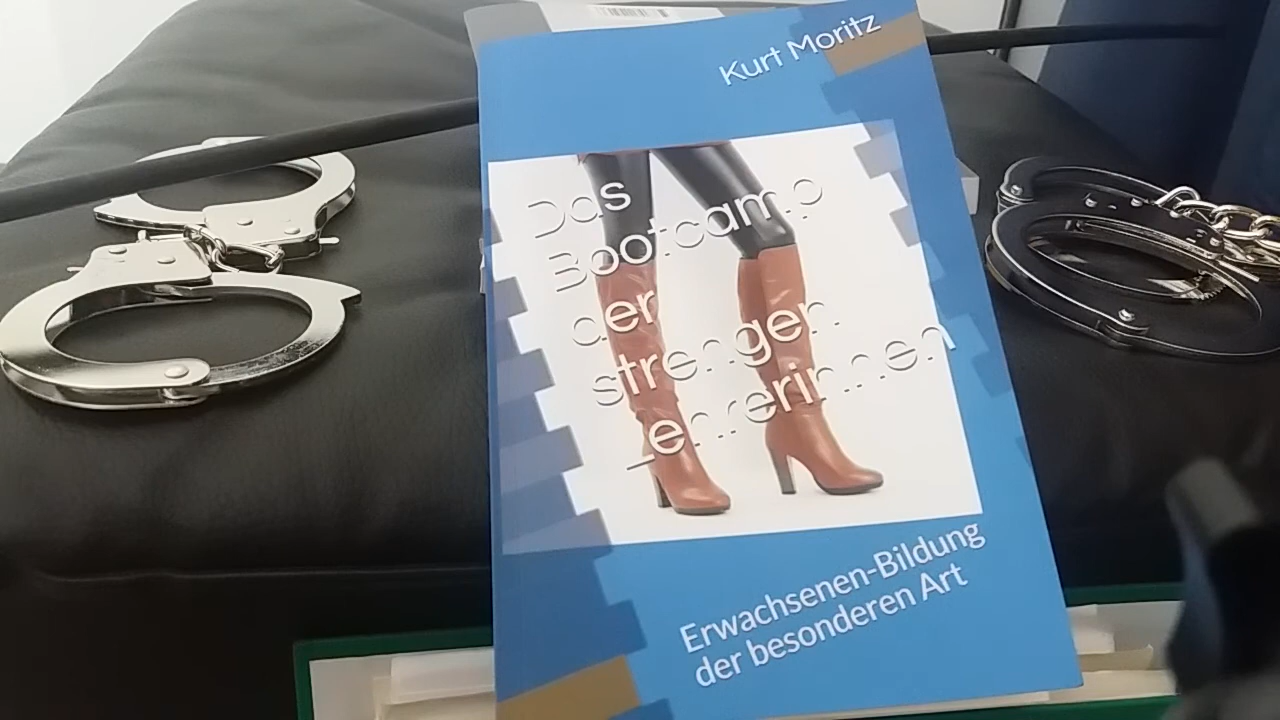 Kurt Moritz
Das
Bootcamp
der
strengen
Lehrerinnen
Erwachsenen-Bildung
der besonderen Art